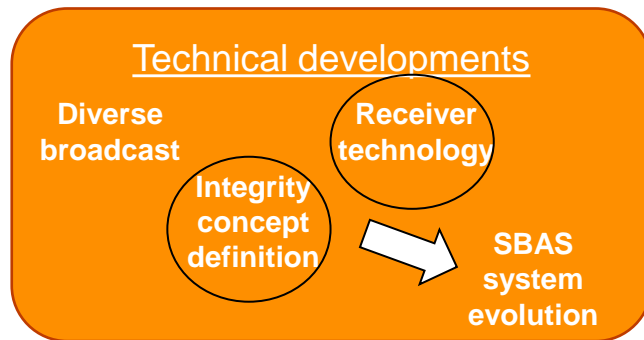 Technical developments
Diverse
broadcast
Receiver
technology
Integrity
concept
definition
SBAS
system
evolution